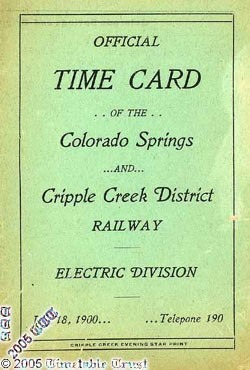 OFFICIAL
TIME CARD
. . OF THE . .
Colorado Springs
...AND...
Cripple Creek District
RAILWAY
ELECTRIC DIVISION
18, 1900... ...Telepone 190
CRIPPLE CREEK EVENING STAR PRINT
© 2005 Timetable Trust